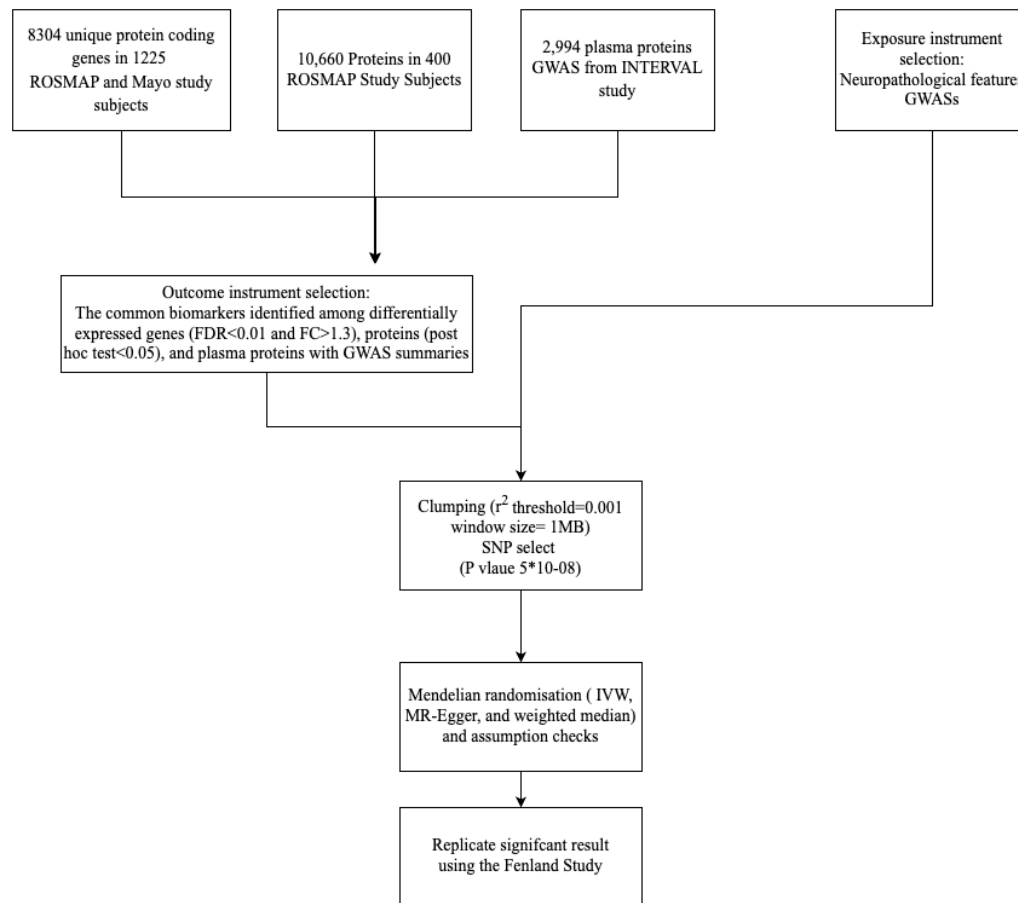 8304 unique protein coding
genes in 1225
ROSMAP and Mayo study
subjects
10,660 Proteins in 400
ROSMAP Study Subjects
2,994 plasma proteins
GWAS from INTERVAL
study
Exposure instrument
selection:
Neuropathological features
GWASs
Outcome instrument selection:
The common biomarkers identified among differentially
expressed genes (FDR<0.01 and FC>1.3), proteins (post
hoc test<0.05), and plasma proteins with GWAS summaries
Clumping (r² threshold=0.001
window size= 1MB)
SNP select
(P vlaue 5*10-08)
Mendelian randomisation ( IVW,
MR-Egger, and weighted median)
and assumption checks
Replicate signifcant result
using the Fenland Study